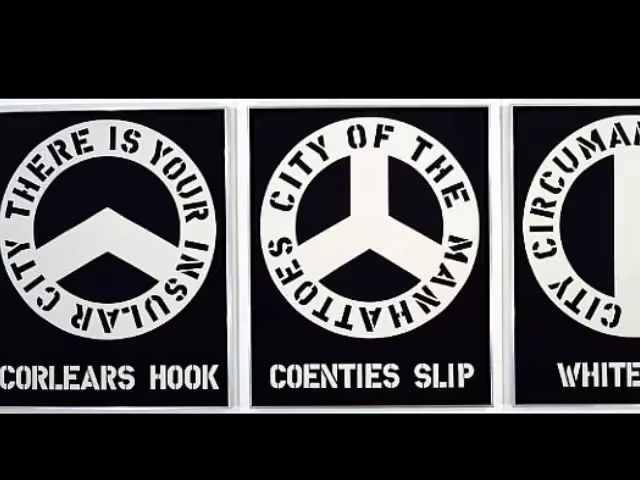 THERE IS YOUR INSULAR CITY
CORLEARS HOOK
CITY OF THE MANHATTOES
COENTIES SLIP
CITY CIRCUMA
WHITE